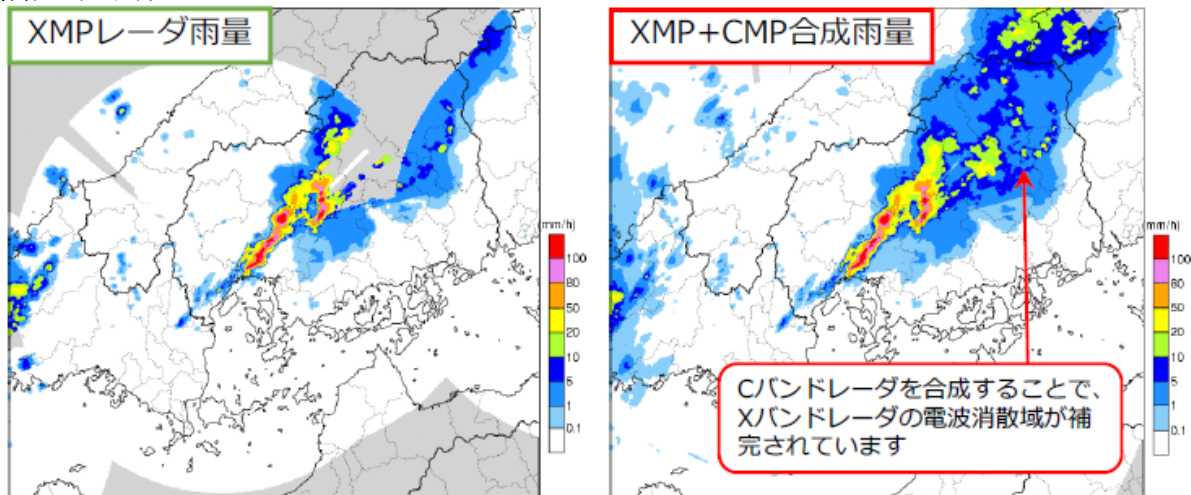 XMPレーダ雨量
XMP+CMP合成雨量
mm/h)
100
80
50
20
10
5
1
0.1
mm/h)
100
80
50
20
10
5
1
0.1
Cバンドレーダを合成することで、
Xバンドレーダの電波消散域が補
完されています